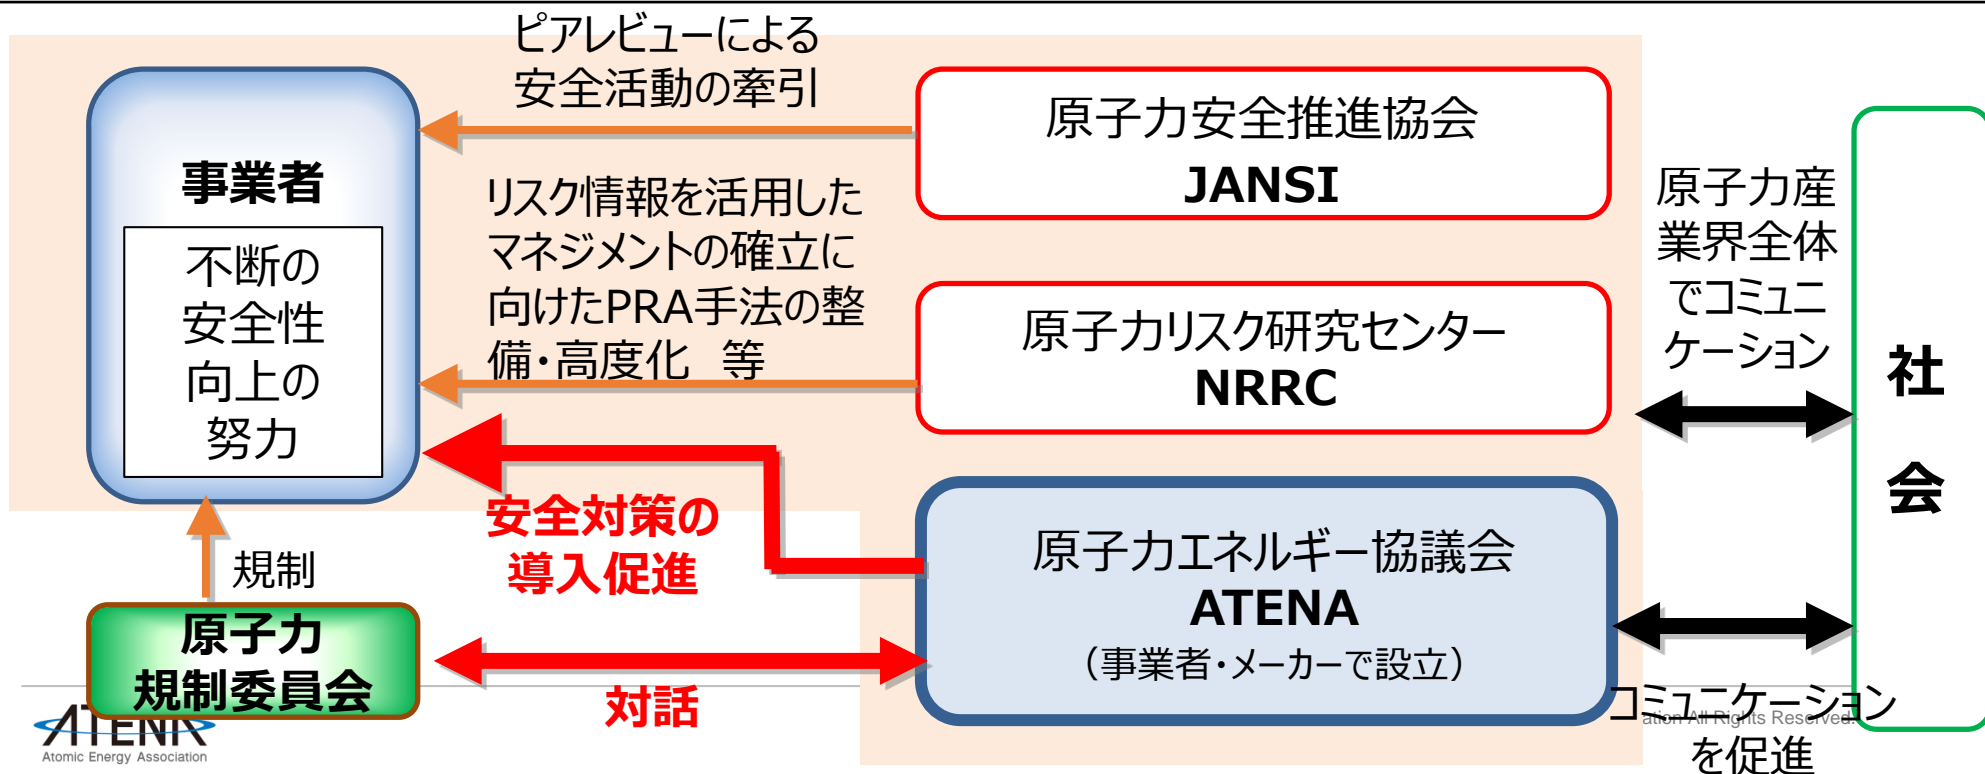 ピアレビューによる
安全活動の牽引
事業者
不断の
安全性
向上の
努力
リスク情報を活用した
マネジメントの確立に
向けたPRA手法の整
備・高度化　等
原子力安全推進協会
JANSI
原子力リスク研究センター
NRRC
原子力産
業界全体
でコミュニ
ケーション
社
会
安全対策の
導入促進
原子力エネルギー協議会
ATENA
（事業者・メーカーで設立）
規制
原子力
規制委員会
対話
コミュニケーション
を促進
ation All Rights Reserved.
ATENA
Atomic Energy Association